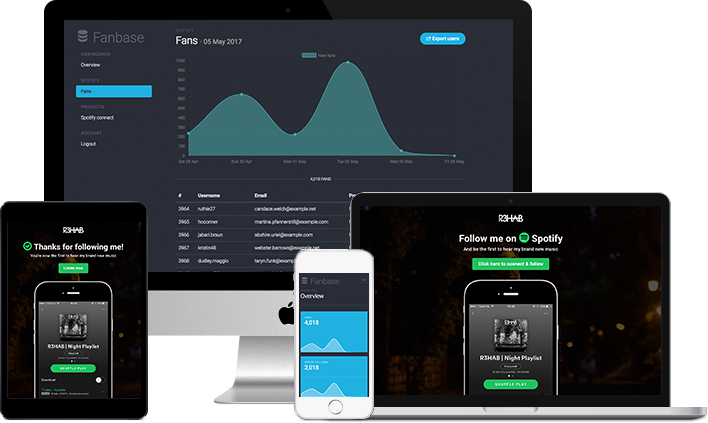 Fanbase
DASHBOARDS
Overview
SPOTIFY
Fans
PRODUCTS
Spotify connect
ACCOUNT
Logout
SPOTIFY
Fans · 05 May 2017
Export users
New fans
1000
900
800
700
600
500
400
300
200
100
0
Sat 29 Apr
Sun 30 Apr
Mon 01 May
Tue 02 May
Wed 03 May
Fri 05 May
4,018 FANS
# Username Email
3964 ruthie27 candace.welch@example.net
3965 hoconner martina.pfannerstill@example.com
3966 jabari.braun abshire.uriel@example.com
3967 kristin48 webster.barrows@example.net
3968 dudley.maggio taryn.funk@example
R3HAB
Thanks for following me!
You're now the first to hear my brand new music
Listen now
R3HAB
R3HAB | Night Playlist
FOLLOW
SHUFFLE PLAY
Download
Fanbase
Overview
4,018
2,018
R3HAB
Follow me on Spotify
And be the first to hear my brand new music
Click here to connect & follow
R3HAB
R3HAB | Night Playlist
FOLLOW
SHUFFLE PLAY